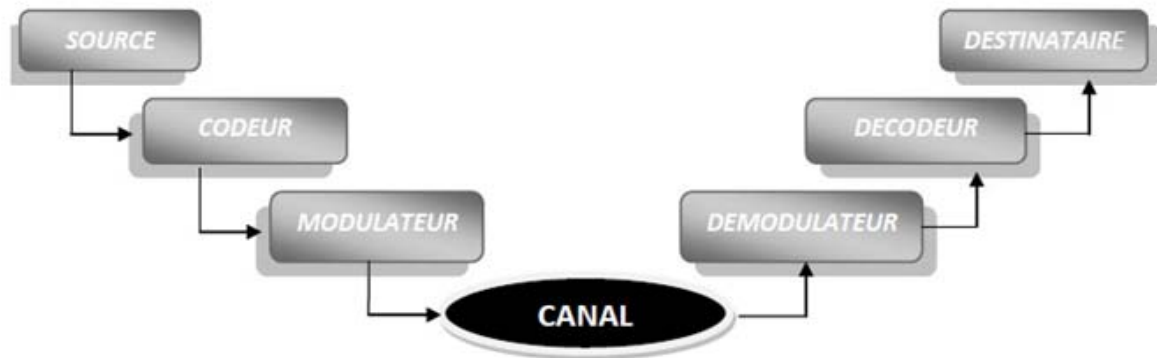 SOURCE
DESTINATAIRE
CODEUR
DECODEUR
MODULATEUR
DEMODULATEUR
CANAL